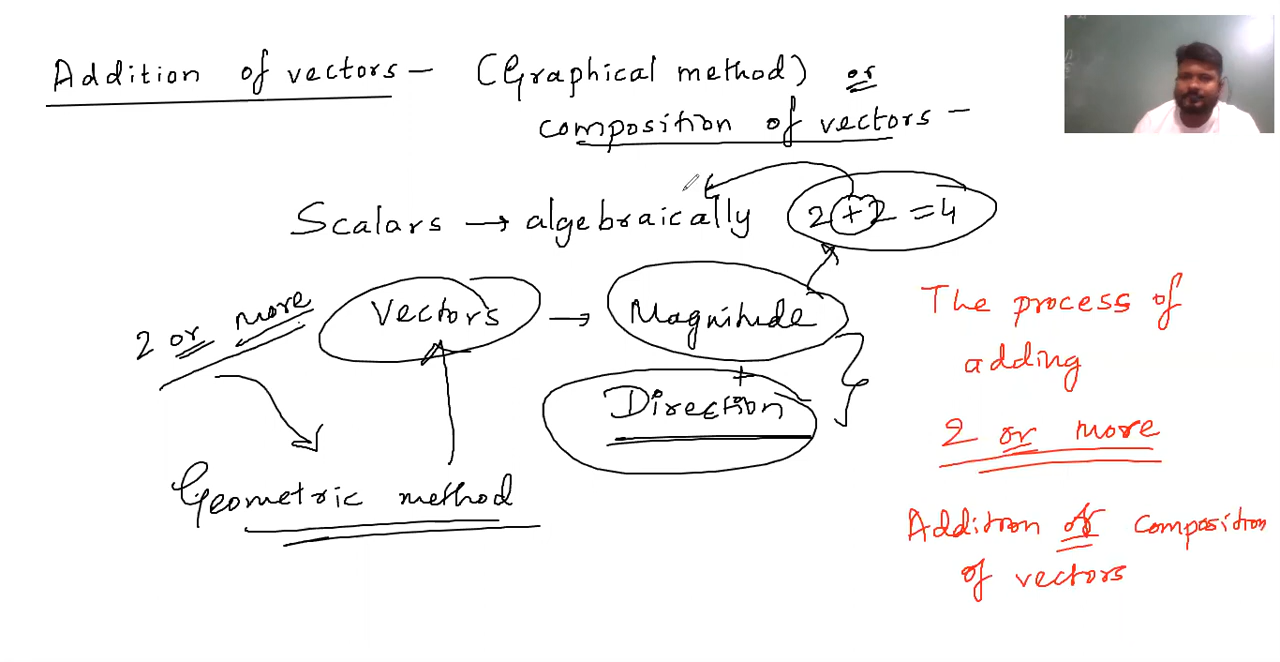 Addition of vectors – (Graphical method) or
composition of vectors –
Scalars → algebraically 2+2=4
2 or more Vectors → Magnitude
+
Direction
Geometric method
The process of
adding
2 or more
Addition or composition
of vectors